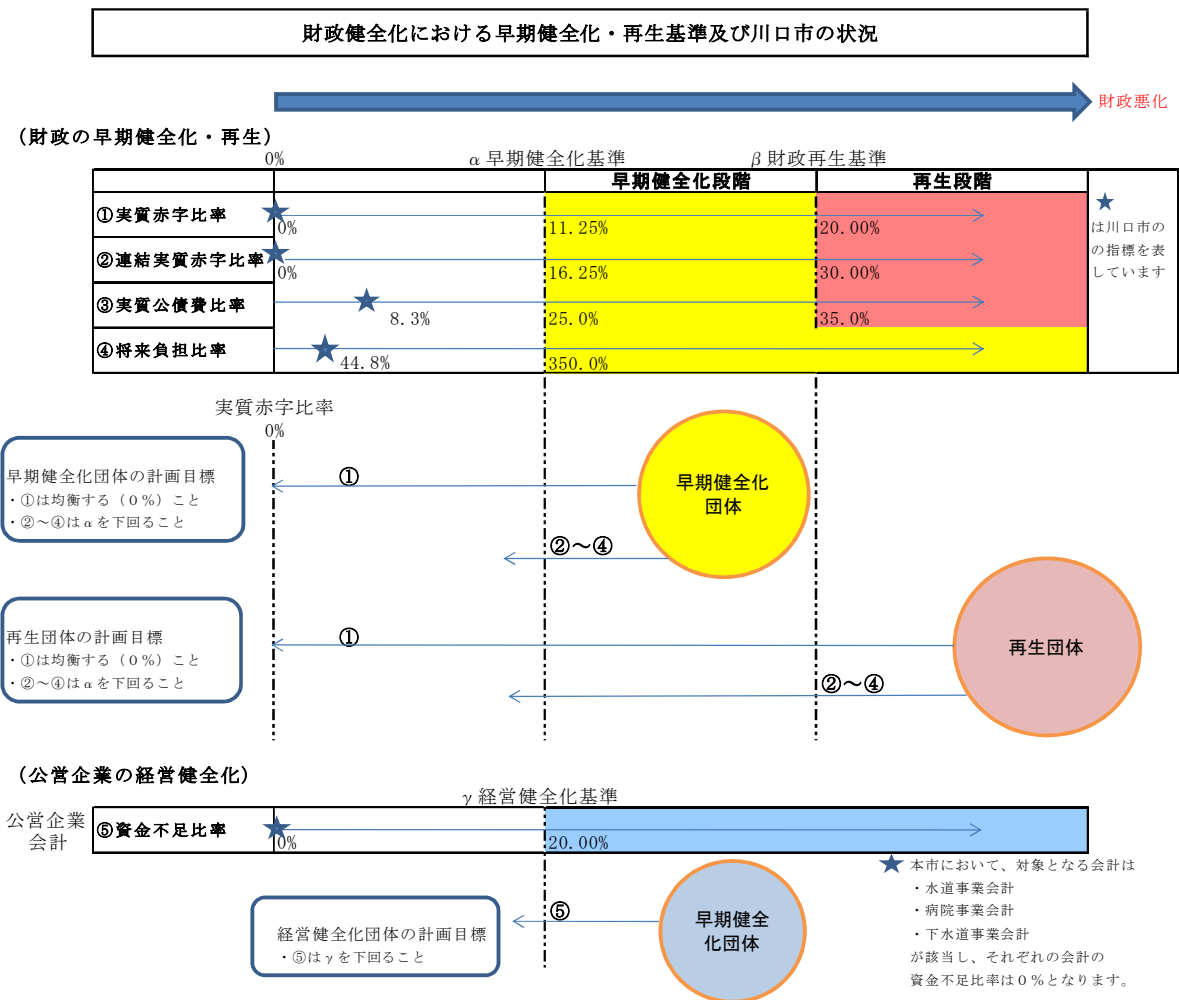 財政健全化における早期健全化・再生基準及び川口市の状況
財政悪化
（財政の早期健全化・再生）
0%
α早期健全化基準
β財政再生基準
早期健全化段階
再生段階
①実質赤字比率
0%
11.25%
20.00%
②連結実質赤字比率
0%
16.25%
30.00%
③実質公債費比率
8.3%
25.0%
35.0%
④将来負担比率
44.8%
350.0%
★
は川口市の
の指標を表
しています
実質赤字比率
0%
早期健全化団体の計画目標
・①は均衡する（０％）こと
・②～④はαを下回ること
①
②～④
早期健全化
団体
再生団体の計画目標
・①は均衡する（０％）こと
・②～④はαを下回ること
①
②～④
再生団体
（公営企業の経営健全化）
γ経営健全化基準
公営企業
会計
⑤資金不足比率
0%
20.00%
経営健全化団体の計画目標
・⑤はγを下回ること
⑤
早期健全
化団体
★ 本市において、対象となる会計は
・水道事業会計
・病院事業会計
・下水道事業会計
が該当し、それぞれの会計の
資金不足比率は０％となります。